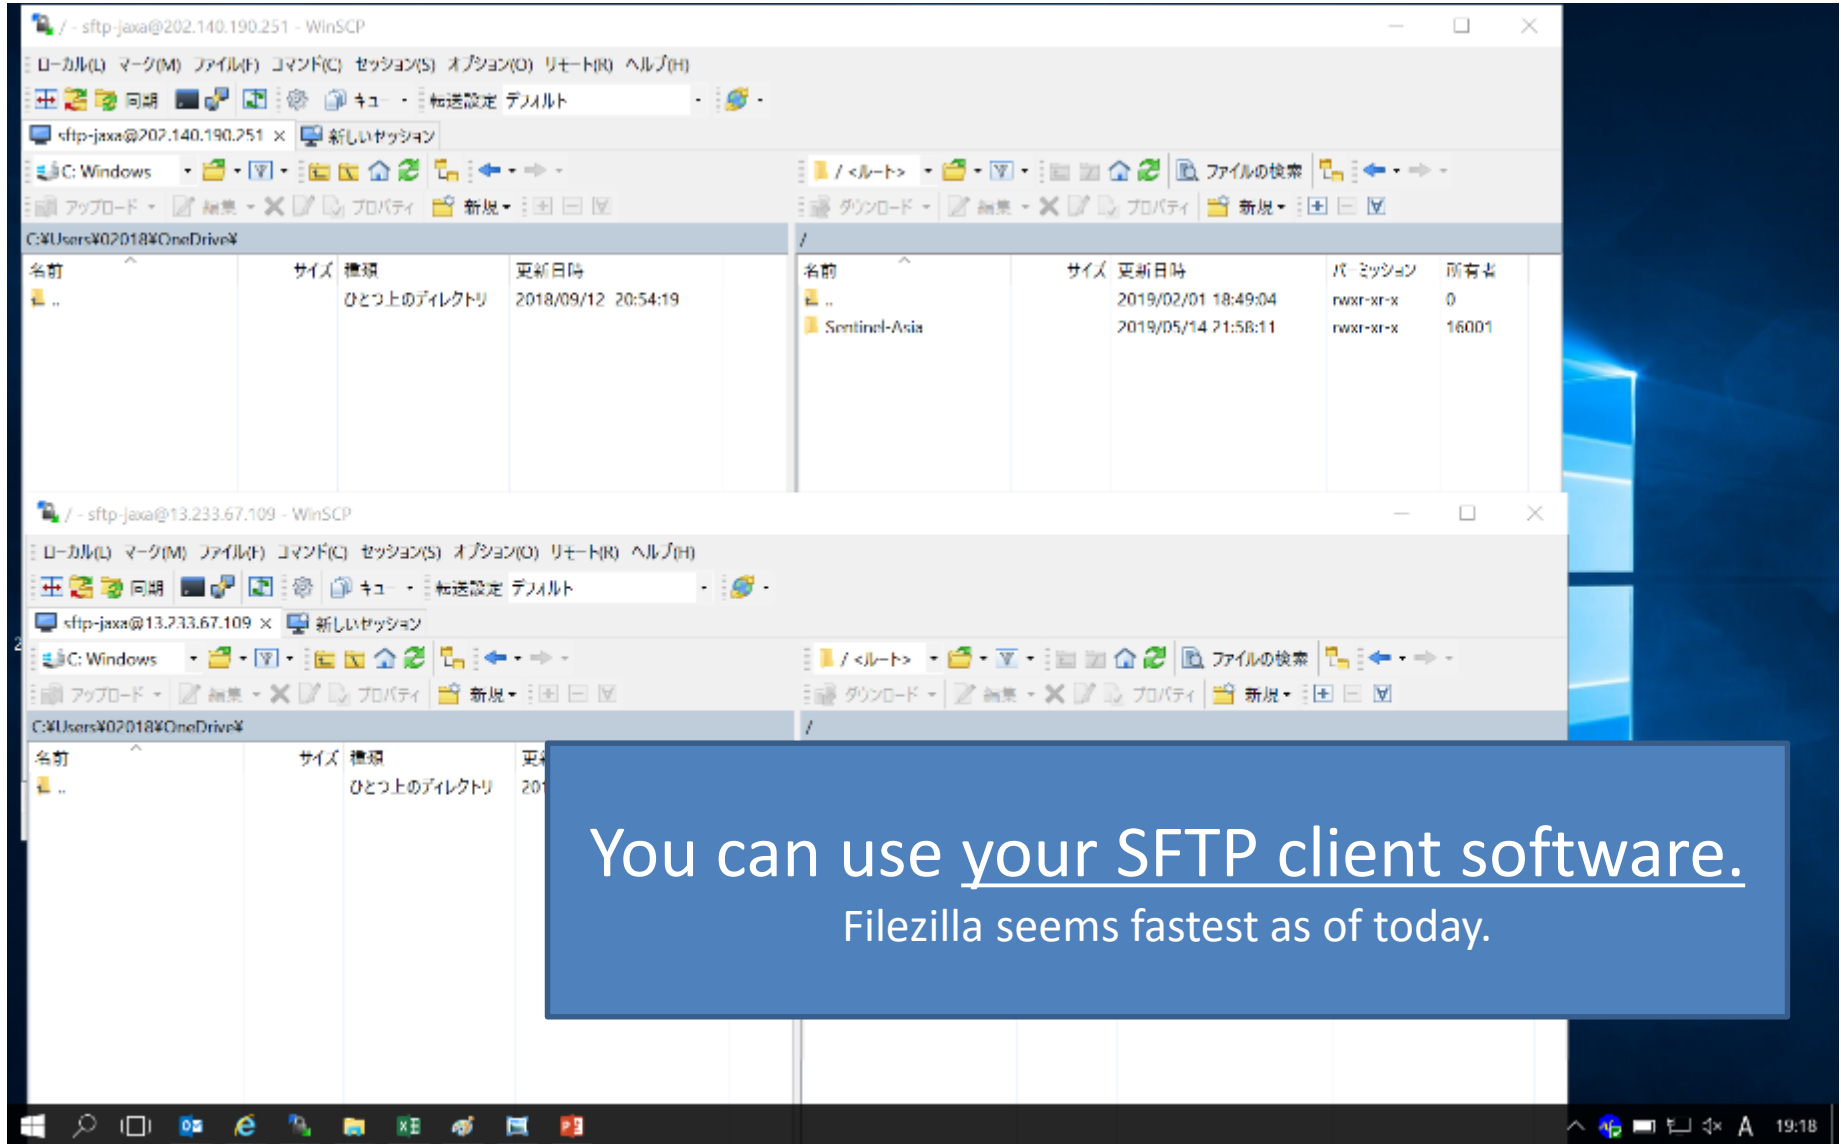 / - sftp-jaxa@202.140.190.251 - WinSCP
ローカル(L) マーク(M) ファイル(F) コマンド(C) セッション(S) オプション(O) リモート(R) ヘルプ(H)
同期 キュー 転送設定 デフォルト
sftp-jaxa@202.140.190.251 × 新しいセッション
C: Windows / <ルート> ファイルの検索
アップロード 編集 プロパティ 新規 ダウンロード 編集 プロパティ 新規
C:¥Users¥02018¥OneDrive¥ /
名前 サイズ 種類 更新日時 名前 サイズ 更新日時 パーミッション 所有者
.. ひとつ上のディレクトリ 2018/09/12 20:54:19 .. 2019/02/01 18:49:04 rwxr-xr-x 0
Sentinel-Asia 2019/05/14 21:58:11 rwxr-xr-x 16001
/ - sftp-jaxa@13.233.67.109 - WinSCP
ローカル(L) マーク(M) ファイル(F) コマンド(C) セッション(S) オプション(O) リモート(R) ヘルプ(H)
同期 キュー 転送設定 デフォルト
sftp-jaxa@13.233.67.109 × 新しいセッション
2 C: Windows / <ルート> ファイルの検索
アップロード 編集 プロパティ 新規 ダウンロード 編集 プロパティ 新規
C:¥Users¥02018¥OneDrive¥ /
名前 サイズ 種類
.. ひとつ上のディレクトリ 201
You can use your SFTP client software.
Filezilla seems fastest as of today.
A 19:18